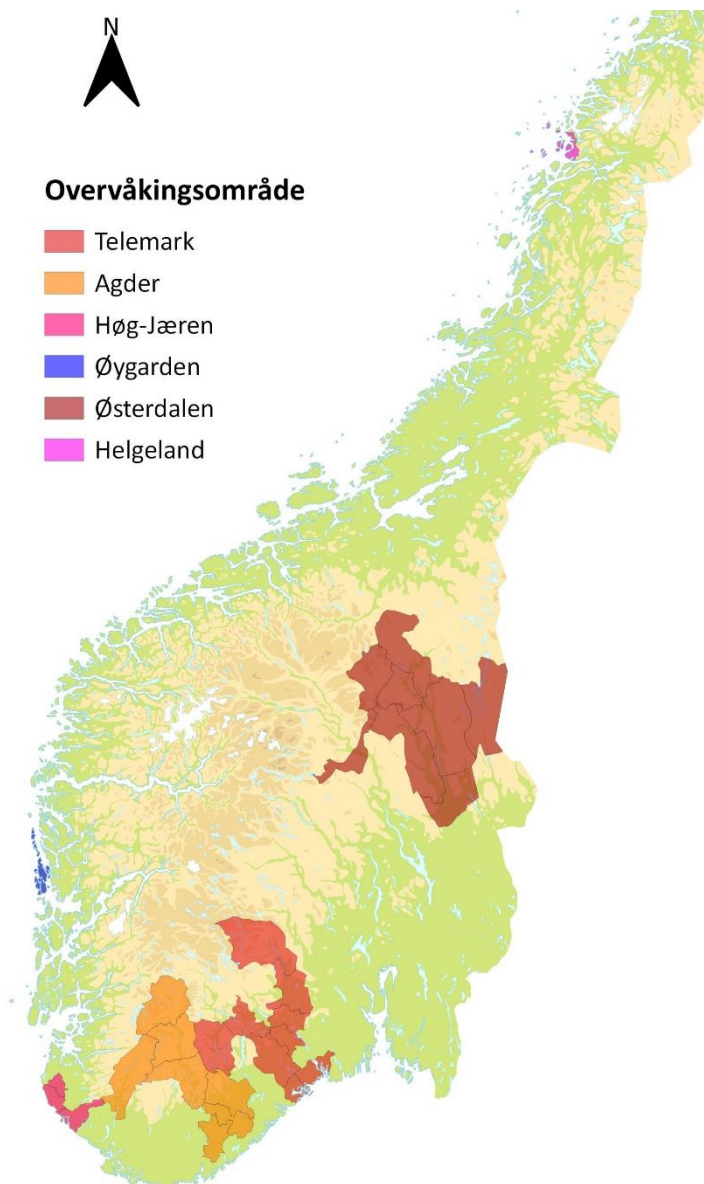 N
Overvåkingsområde
Telemark
Agder
Høg-Jæren
Øygarden
Østerdalen
Helgeland